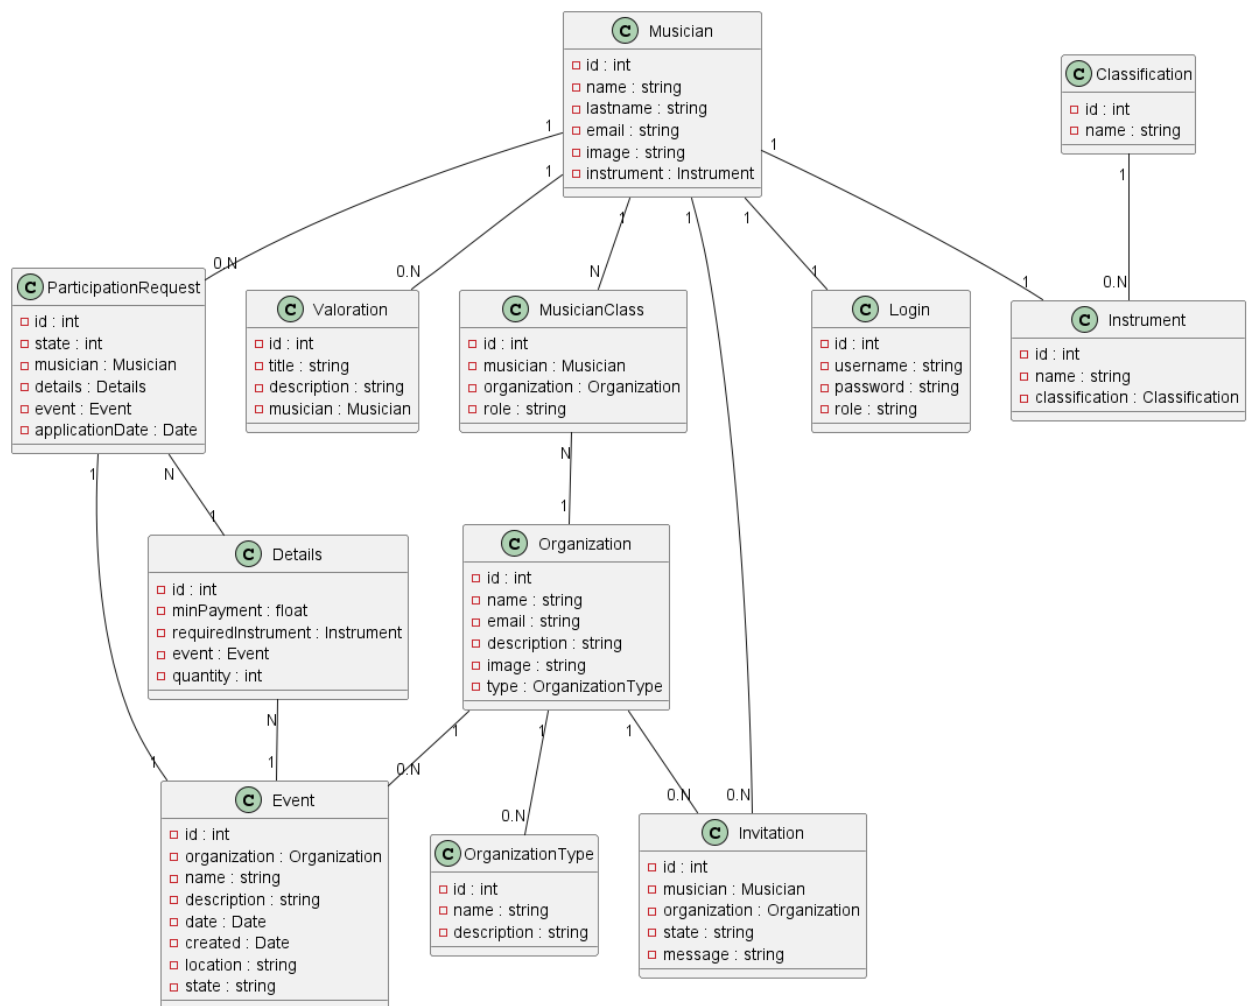 C Musician
id : int
name : string
lastname : string
email : string
image : string
instrument : Instrument
C Classification
id : int
name : string
1
1
1
1
1
1
1
1
0.N
0.N
N
0.N
1
1
0.N
C ParticipationRequest
id : int
state : int
musician : Musician
details : Details
event : Event
applicationDate : Date
C Valoration
id : int
title : string
description : string
musician : Musician
C MusicianClass
id : int
musician : Musician
organization : Organization
role : string
C Login
id : int
username : string
password : string
role : string
C Instrument
id : int
name : string
classification : Classification
1
N
N
1
1
C Details
id : int
minPayment : float
requiredInstrument : Instrument
event : Event
quantity : int
C Organization
id : int
name : string
email : string
description : string
image : string
type : OrganizationType
N
1
1
1
1
1
0.N
0.N
0.N
C Event
id : int
organization : Organization
name : string
description : string
date : Date
created : Date
location : string
state : string
C OrganizationType
id : int
name : string
description : string
C Invitation
id : int
musician : Musician
organization : Organization
state : string
message : string